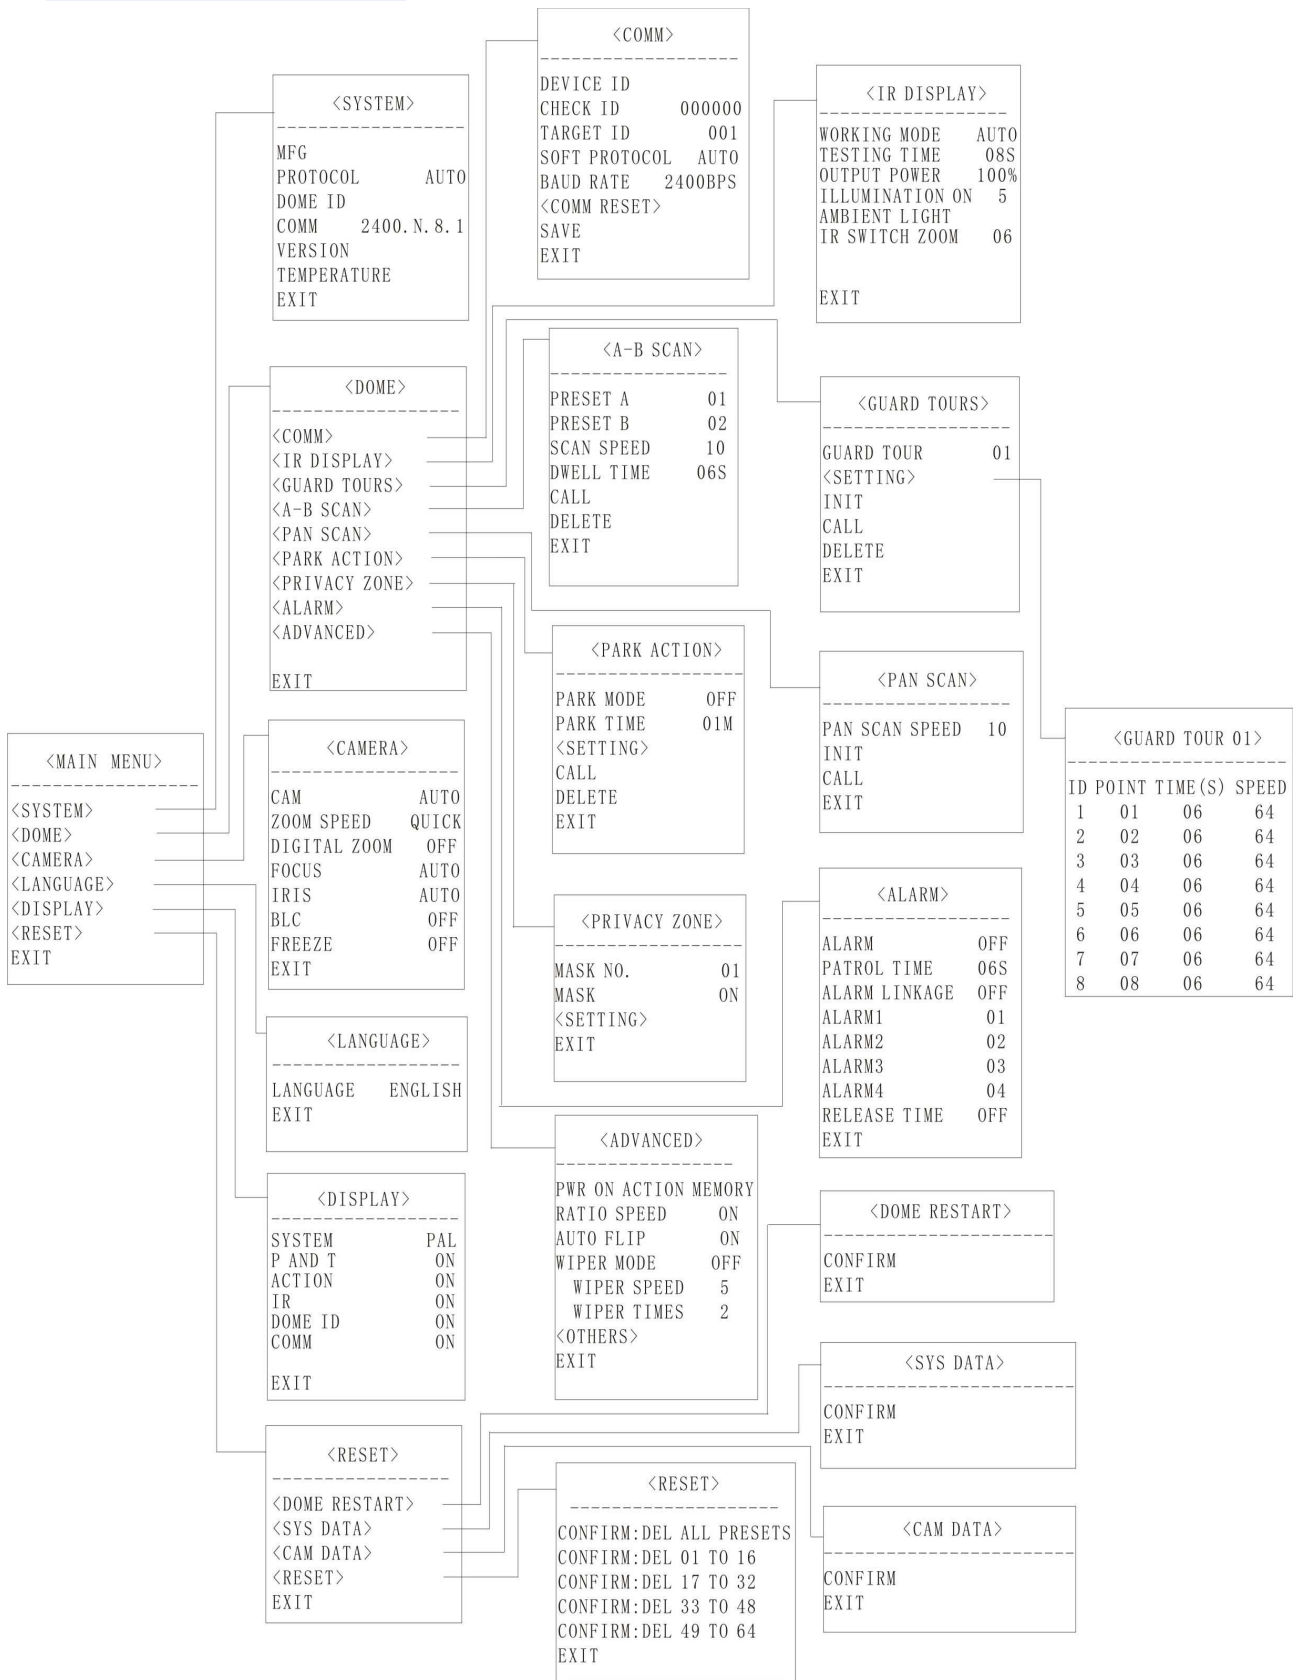 <MAIN MENU>
<SYSTEM>
<DOME>
<CAMERA>
<LANGUAGE>
<DISPLAY>
<RESET>
EXIT
<SYSTEM>
MFG
PROTOCOL AUTO
DOME ID
COMM 2400.N.8.1
VERSION
TEMPERATURE
EXIT
<DOME>
<COMM>
<IR DISPLAY>
<GUARD TOURS>
<A-B SCAN>
<PAN SCAN>
<PARK ACTION>
<PRIVACY ZONE>
<ALARM>
<ADVANCED>
EXIT
<CAMERA>
CAM AUTO
ZOOM SPEED QUICK
DIGITAL ZOOM OFF
FOCUS AUTO
IRIS AUTO
BLC OFF
FREEZE OFF
EXIT
<LANGUAGE>
LANGUAGE ENGLISH
EXIT
<DISPLAY>
SYSTEM PAL
P AND T ON
ACTION ON
IR ON
DOME ID ON
COMM ON
EXIT
<RESET>
<DOME RESTART>
<SYS DATA>
<CAM DATA>
<RESET>
EXIT
<COMM>
DEVICE ID
CHECK ID 000000
TARGET ID 001
SOFT PROTOCOL AUTO
BAUD RATE 2400BPS
<COMM RESET>
SAVE
EXIT
<A-B SCAN>
PRESET A 01
PRESET B 02
SCAN SPEED 10
DWELL TIME 06S
CALL
DELETE
EXIT
<PARK ACTION>
PARK MODE OFF
PARK TIME 01M
<SETTING>
CALL
DELETE
EXIT
<PRIVACY ZONE>
MASK NO. 01
MASK ON
<SETTING>
EXIT
<ADVANCED>
PWR ON ACTION MEMORY
RATIO SPEED ON
AUTO FLIP ON
WIPER MODE OFF
WIPER SPEED 5
WIPER TIMES 2
<OTHERS>
EXIT
<RESET>
CONFIRM:DEL ALL PRESETS
CONFIRM:DEL 01 TO 16
CONFIRM:DEL 17 TO 32
CONFIRM:DEL 33 TO 48
CONFIRM:DEL 49 TO 64
EXIT
<IR DISPLAY>
WORKING MODE AUTO
TESTING TIME 08S
OUTPUT POWER 100%
ILLUMINATION ON 5
AMBIENT LIGHT
IR SWITCH ZOOM 06
EXIT
<GUARD TOURS>
GUARD TOUR 01
<SETTING>
INIT
CALL
DELETE
EXIT
<PAN SCAN>
PAN SCAN SPEED 10
INIT
CALL
EXIT
<ALARM>
ALARM OFF
PATROL TIME 06S
ALARM LINKAGE OFF
ALARM1 01
ALARM2 02
ALARM3 03
ALARM4 04
RELEASE TIME OFF
EXIT
<DOME RESTART>
CONFIRM
EXIT
<SYS DATA>
CONFIRM
EXIT
<CAM DATA>
CONFIRM
EXIT
<GUARD TOUR 01>
ID POINT TIME(S) SPEED
1 01 06 64
2 02 06 64
3 03 06 64
4 04 06 64
5 05 06 64
6 06 06 64
7 07 06 64
8 08 06 64